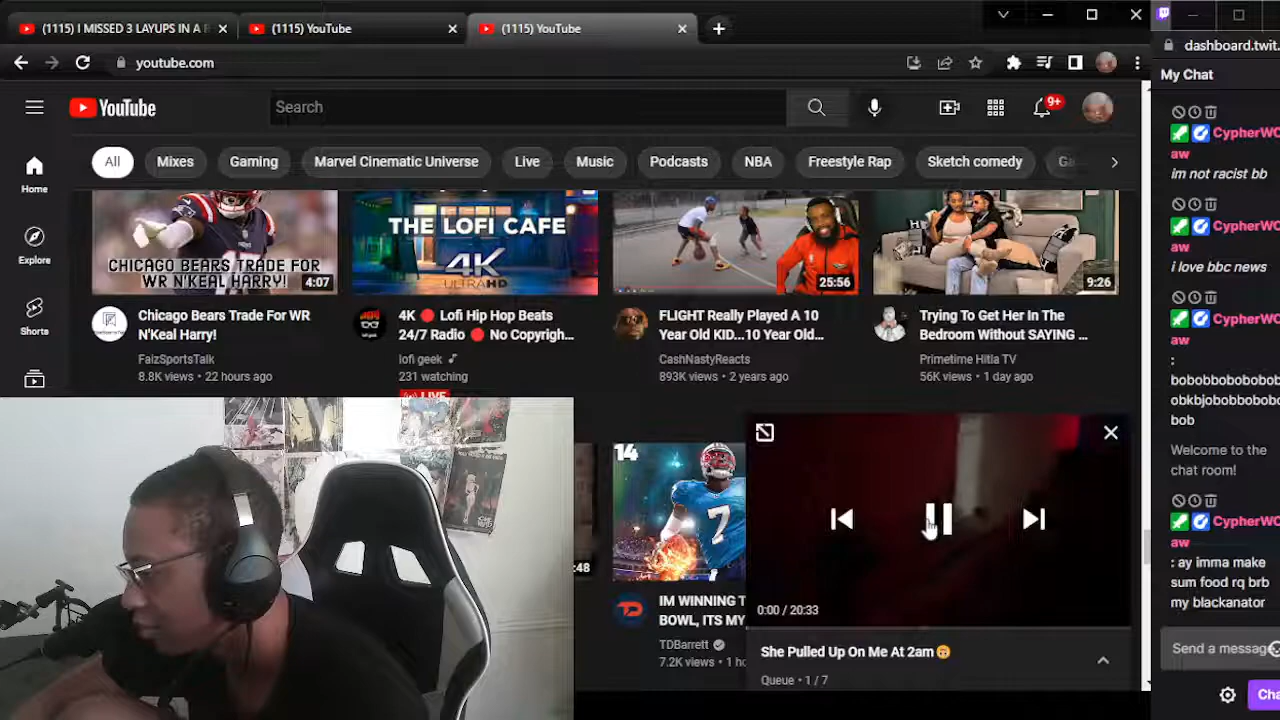 (1115) I MISSED 3 LAYUPS IN A
(1115) YouTube
(1115) YouTube
youtube.com
dashboard.twit
YouTube
Search
9+
My Chat
All
Mixes
Gaming
Marvel Cinematic Universe
Live
Music
Podcasts
NBA
Freestyle Rap
Sketch comedy
Home
Explore
Shorts
CHICAGO BEARS TRADE FOR
WR N'KEAL HARRY!
4:07
THE LOFI CAFE
4K
ULTRAHD
25:56
9:26
Chicago Bears Trade For WR
N'Keal Harry!
FaizSportsTalk
8.8K views • 22 hours ago
4K 🔴 Lofi Hip Hop Beats
24/7 Radio 🔴 No Copyrigh...
lofi geek
231 watching
LIVE
FLIGHT Really Played A 10
Year Old KID...10 Year Old...
CashNastyReacts
893K views • 2 years ago
Trying To Get Her In The
Bedroom Without SAYING ...
Primetime Hitla TV
56K views • 1 day ago
:48
14
7
IM WINNING T
BOWL, ITS MY
TDBarrett
7.2K views • 1 ho
0:00 / 20:33
She Pulled Up On Me At 2am🙃
Queue • 1 / 7
CypherWO
aw
im not racist bb
CypherWO
aw
i love bbc news
CypherWO
aw
:
bobobbobobobob
obkbjobobbobobo
bob
Welcome to the
chat room!
CypherWO
aw
: ay imma make
sum food rq brb
my blackanator
Send a message
Cha